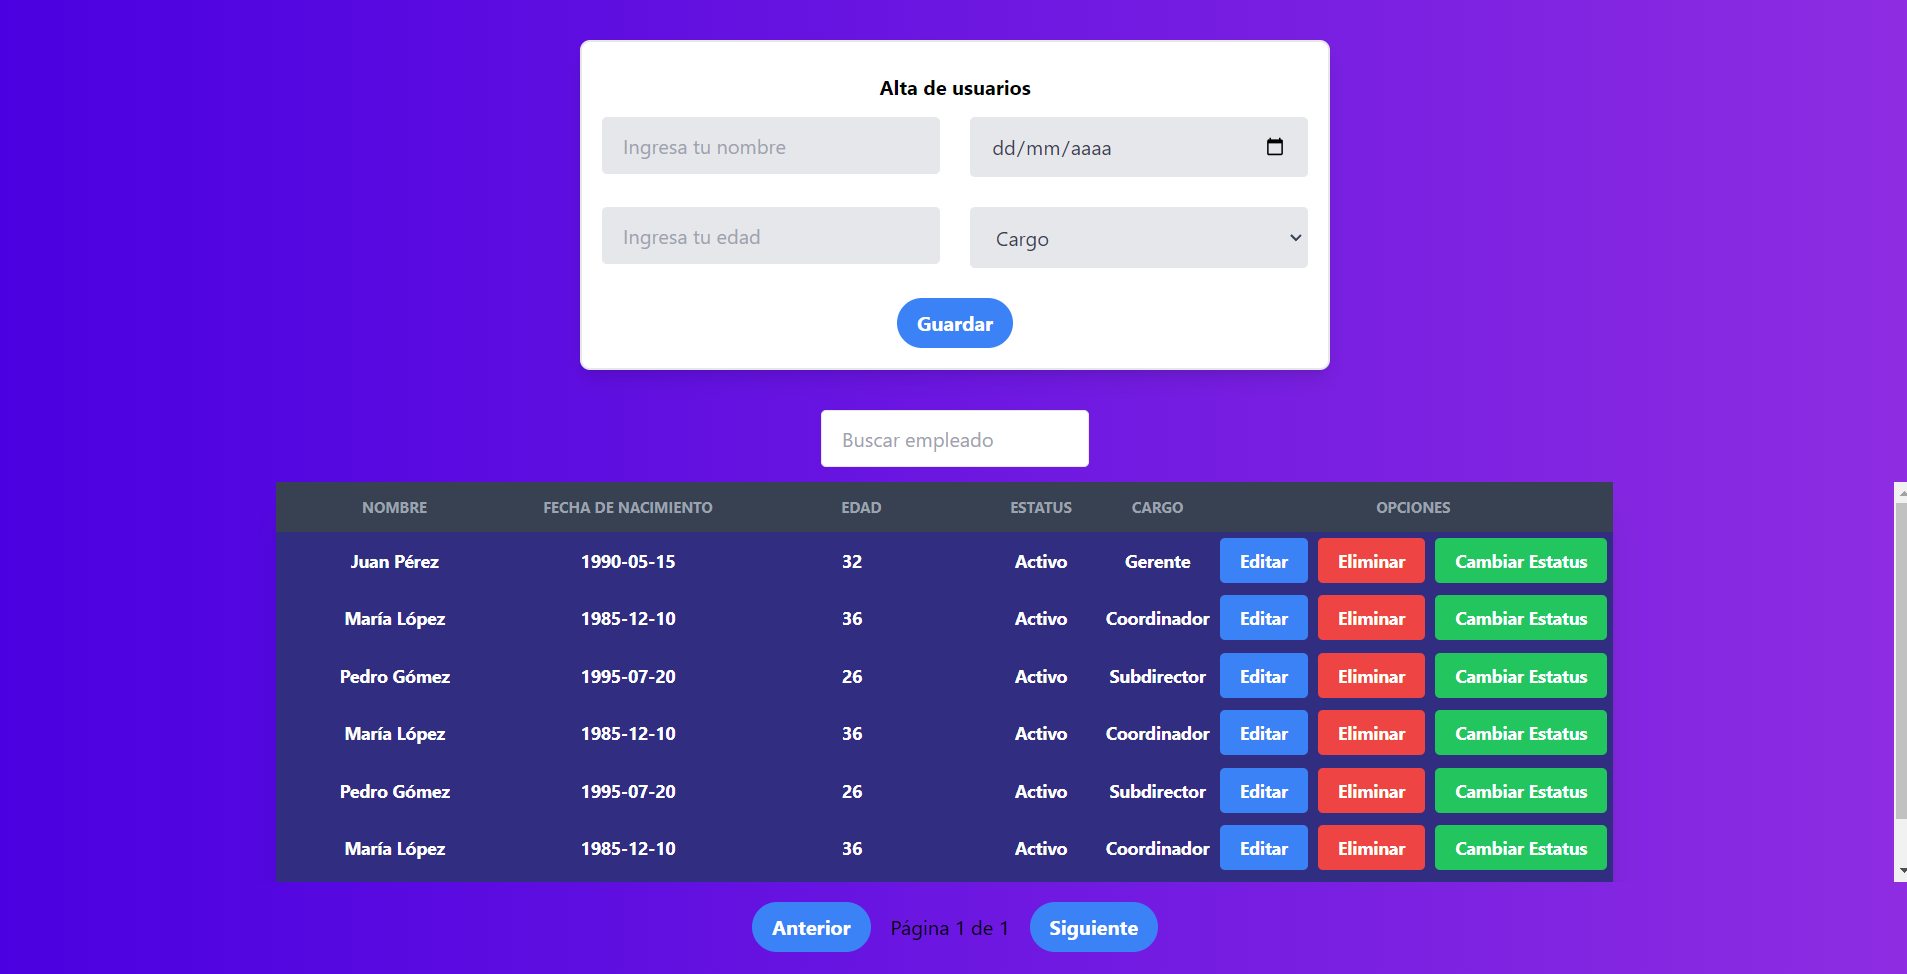 Alta de usuarios
Ingresa tu nombre
dd/mm/aaaa
Ingresa tu edad
Cargo
Guardar
Buscar empleado
NOMBRE FECHA DE NACIMIENTO EDAD ESTATUS CARGO OPCIONES
Juan Pérez 1990-05-15 32 Activo Gerente Editar Eliminar Cambiar Estatus
María López 1985-12-10 36 Activo Coordinador Editar Eliminar Cambiar Estatus
Pedro Gómez 1995-07-20 26 Activo Subdirector Editar Eliminar Cambiar Estatus
María López 1985-12-10 36 Activo Coordinador Editar Eliminar Cambiar Estatus
Pedro Gómez 1995-07-20 26 Activo Subdirector Editar Eliminar Cambiar Estatus
María López 1985-12-10 36 Activo Coordinador Editar Eliminar Cambiar Estatus
Anterior Página 1 de 1 Siguiente